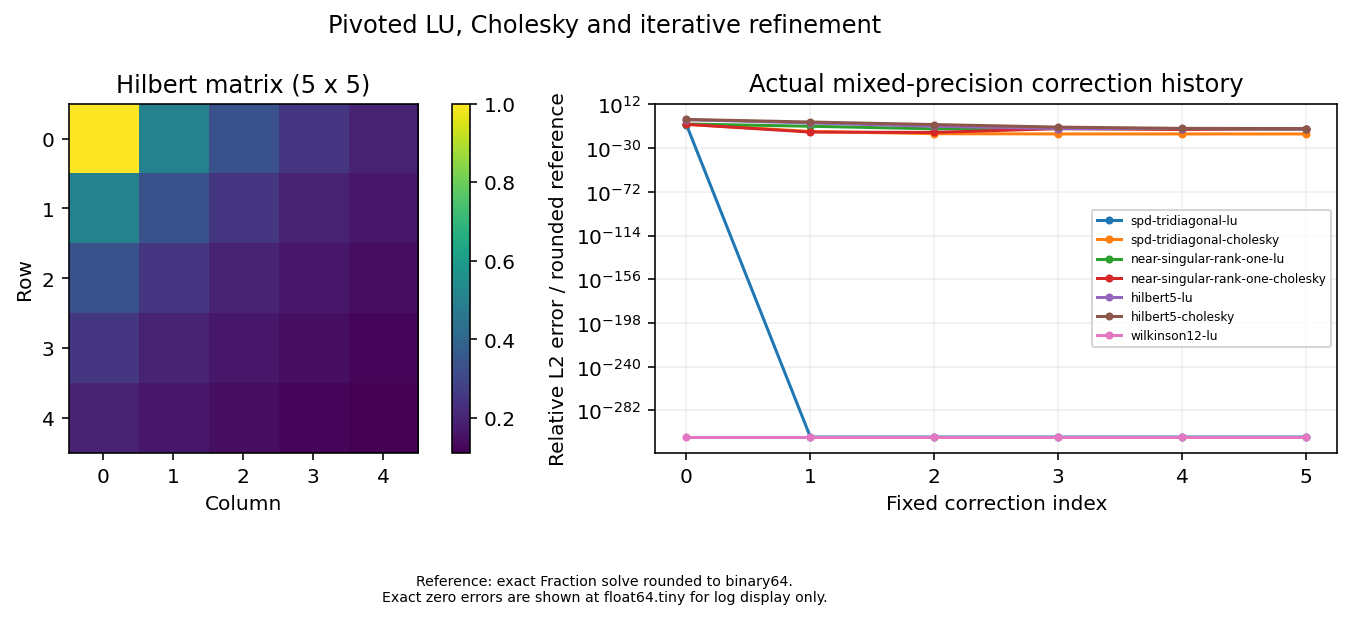 Pivoted LU, Cholesky and iterative refinement
Hilbert matrix (5 x 5)
Row
0
1
2
3
4
0 1 2 3 4
Column
1.0
0.8
0.6
0.4
0.2
Actual mixed-precision correction history
Relative L2 error / rounded reference
10^12
10^−30
10^−72
10^−114
10^−156
10^−198
10^−240
10^−282
spd-tridiagonal-lu
spd-tridiagonal-cholesky
near-singular-rank-one-lu
near-singular-rank-one-cholesky
hilbert5-lu
hilbert5-cholesky
wilkinson12-lu
0 1 2 3 4 5
Fixed correction index
Reference: exact Fraction solve rounded to binary64.
Exact zero errors are shown at float64.tiny for log display only.